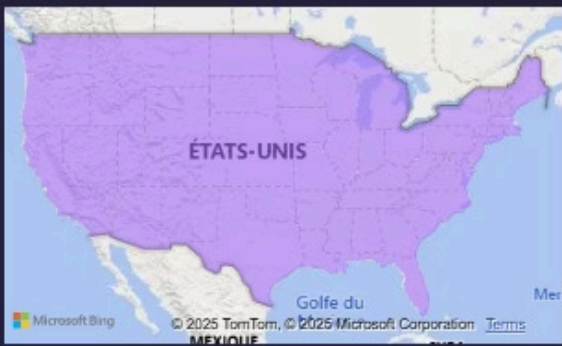 ÉTATS-UNIS
Golfe du
Mer
Microsoft Bing
© 2025 TomTom, © 2025 Microsoft Corporation Terms
MEXIQUE